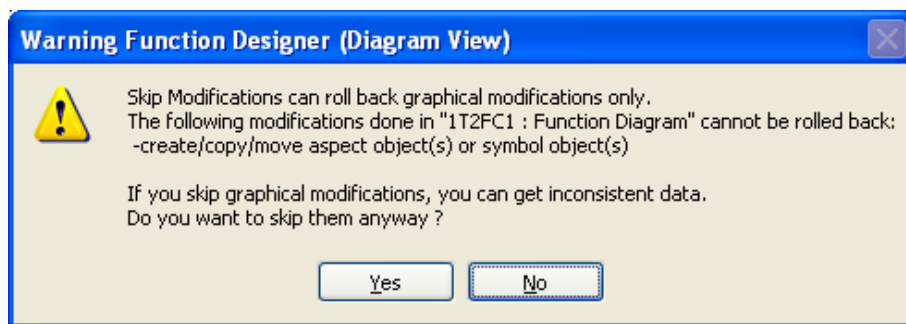 Warning Function Designer (Diagram View)
Skip Modifications can roll back graphical modifications only.
The following modifications done in "1T2FC1 : Function Diagram" cannot be rolled back:
-create/copy/move aspect object(s) or symbol object(s)
If you skip graphical modifications, you can get inconsistent data.
Do you want to skip them anyway ?
Yes
No